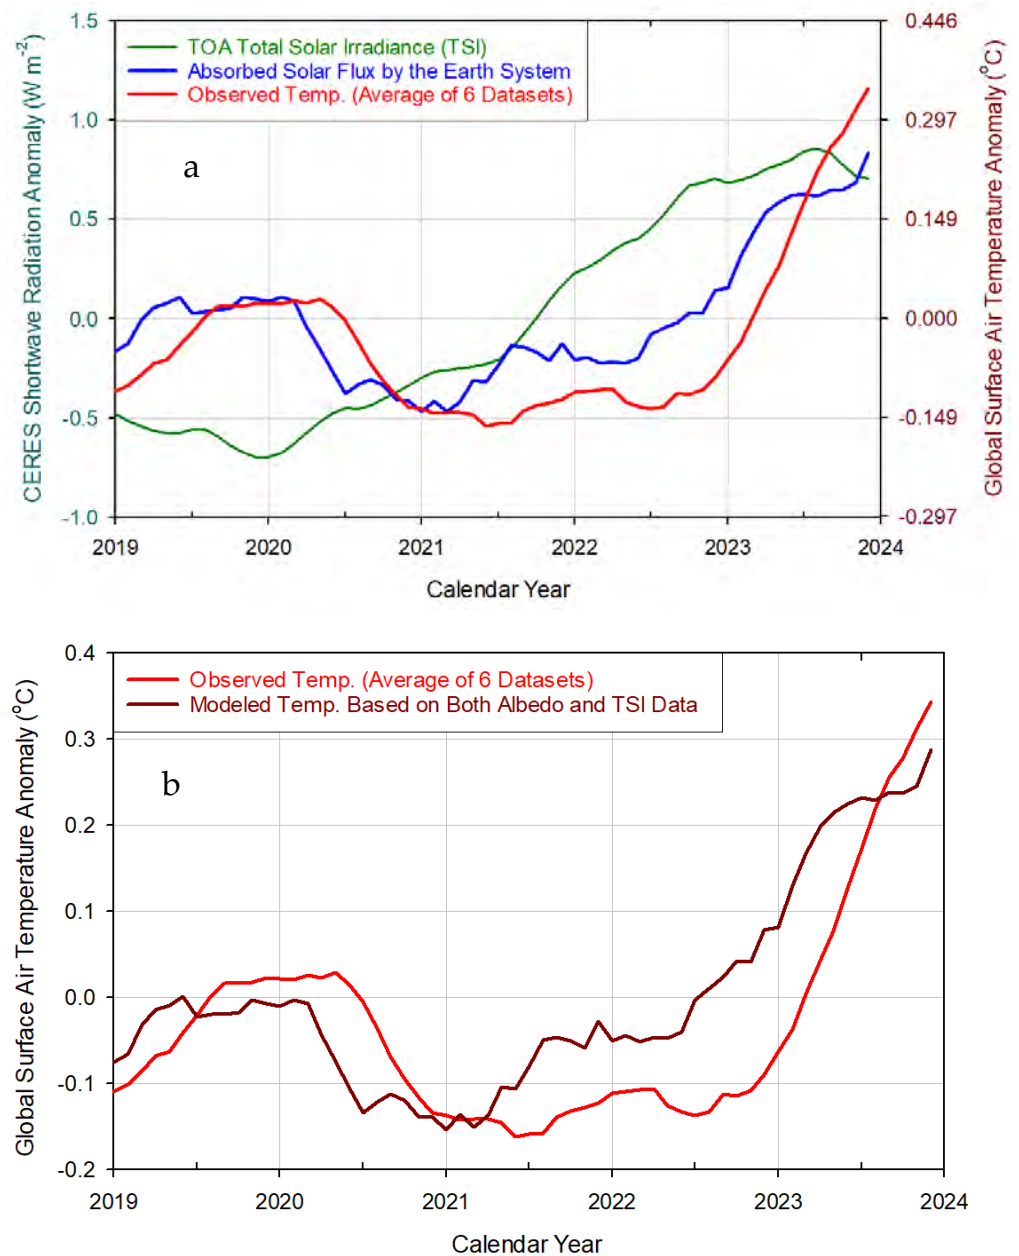 CERES Shortwave Radiation Anomaly (W m⁻²)
1.5
1.0
0.5
0.0
-0.5
-1.0
TOA Total Solar Irradiance (TSI)
Absorbed Solar Flux by the Earth System
Observed Temp. (Average of 6 Datasets)
a
0.446
0.297
0.149
0.000
-0.149
-0.297
Global Surface Air Temperature Anomaly (°C)
2019 2020 2021 2022 2023 2024
Calendar Year
Global Surface Air Temperature Anomaly (°C)
0.4
0.3
0.2
0.1
0.0
-0.1
-0.2
Observed Temp. (Average of 6 Datasets)
Modeled Temp. Based on Both Albedo and TSI Data
b
2019 2020 2021 2022 2023 2024
Calendar Year